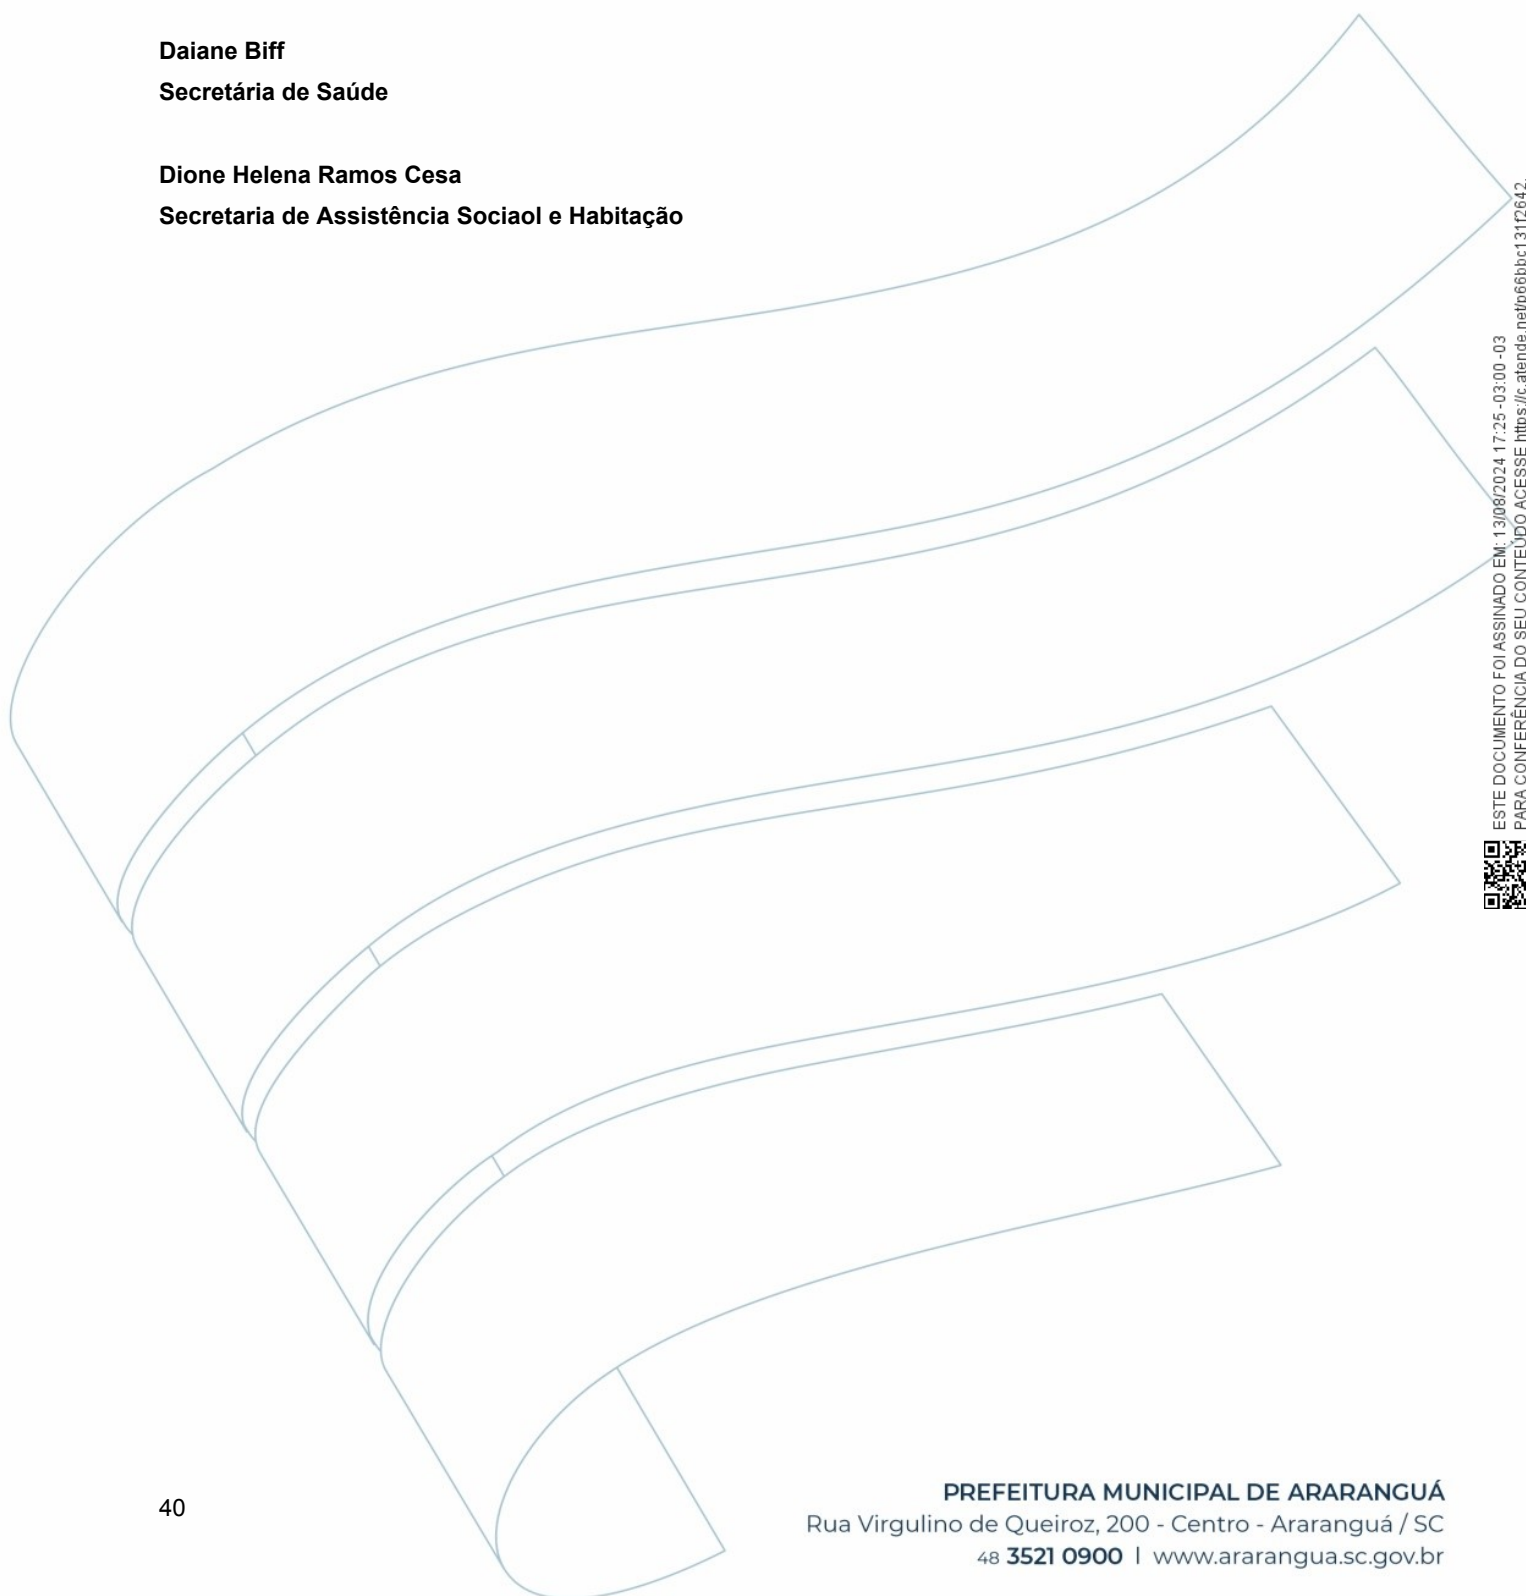 Daiane Biff
Secretária de Saúde
Dione Helena Ramos Cesa
Secretaria de Assistência Sociaol e Habitação
ESTE DOCUMENTO FOI ASSINADO EM: 13/08/2024 17:25 -03:00 -03
PARA CONFERÊNCIA DO SEU CONTEÚDO ACESSE https://c.atende.net/p66bbc131f2642.
40
PREFEITURA MUNICIPAL DE ARARANGUÁ
Rua Virgulino de Queiroz, 200 - Centro - Araranguá / SC
48 3521 0900 | www.ararangua.sc.gov.br